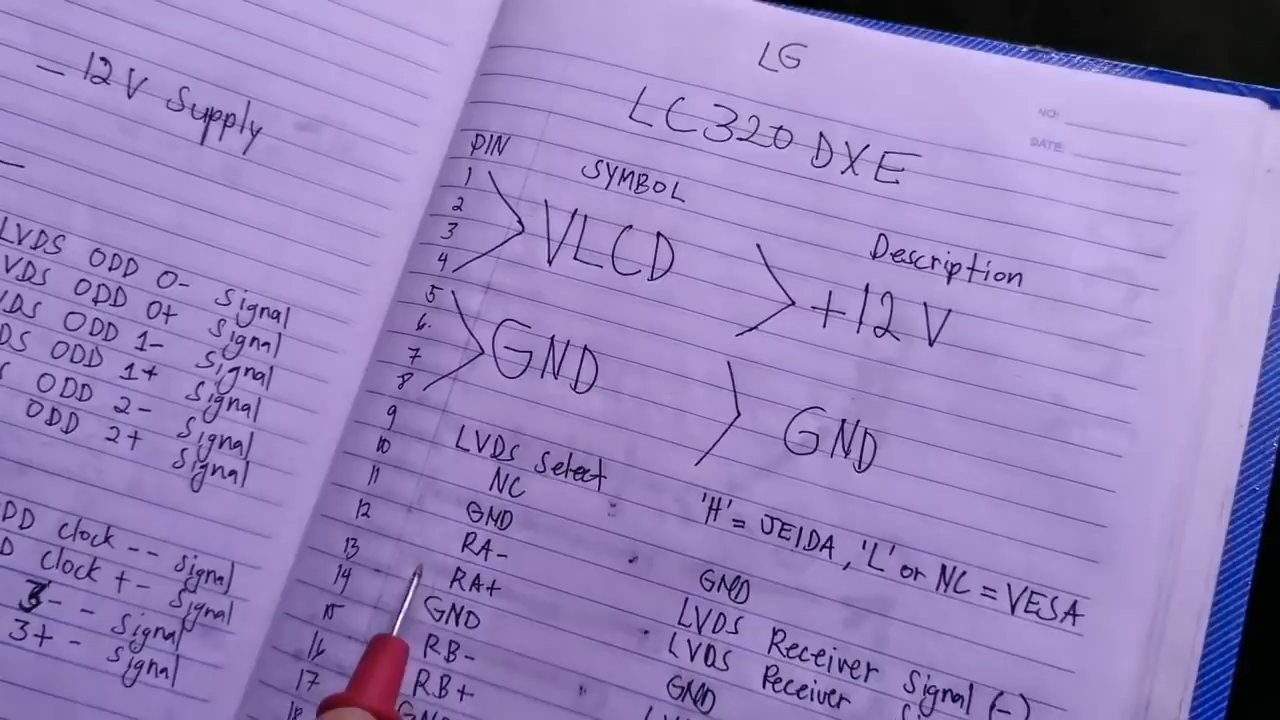 - 12V Supply
LVDS ODD 0- Signal
VDS ODD 0+ Signal
VDS ODD 1- Signal
DS ODD 1+ Signal
S ODD 2- Signal
ODD 2+ Signal
DD clock -- Signal
D clock +- Signal
3- - Signal
3+ - Signal
LG
LC320DXE
NO:
DATE:
PIN SYMBOL Description
1
2
3
4
VLCD +12V
5
6.
7
8
GND GND
9 LVDS Select 'H'= JEIDA, 'L' or NC = VESA
10 NC
11 GND GND
12 RA- LVDS Receiver Signal (-)
13 RA+ LVDS Receiver
14 GND GND
15 RB-
16 RB+
17 GND
18